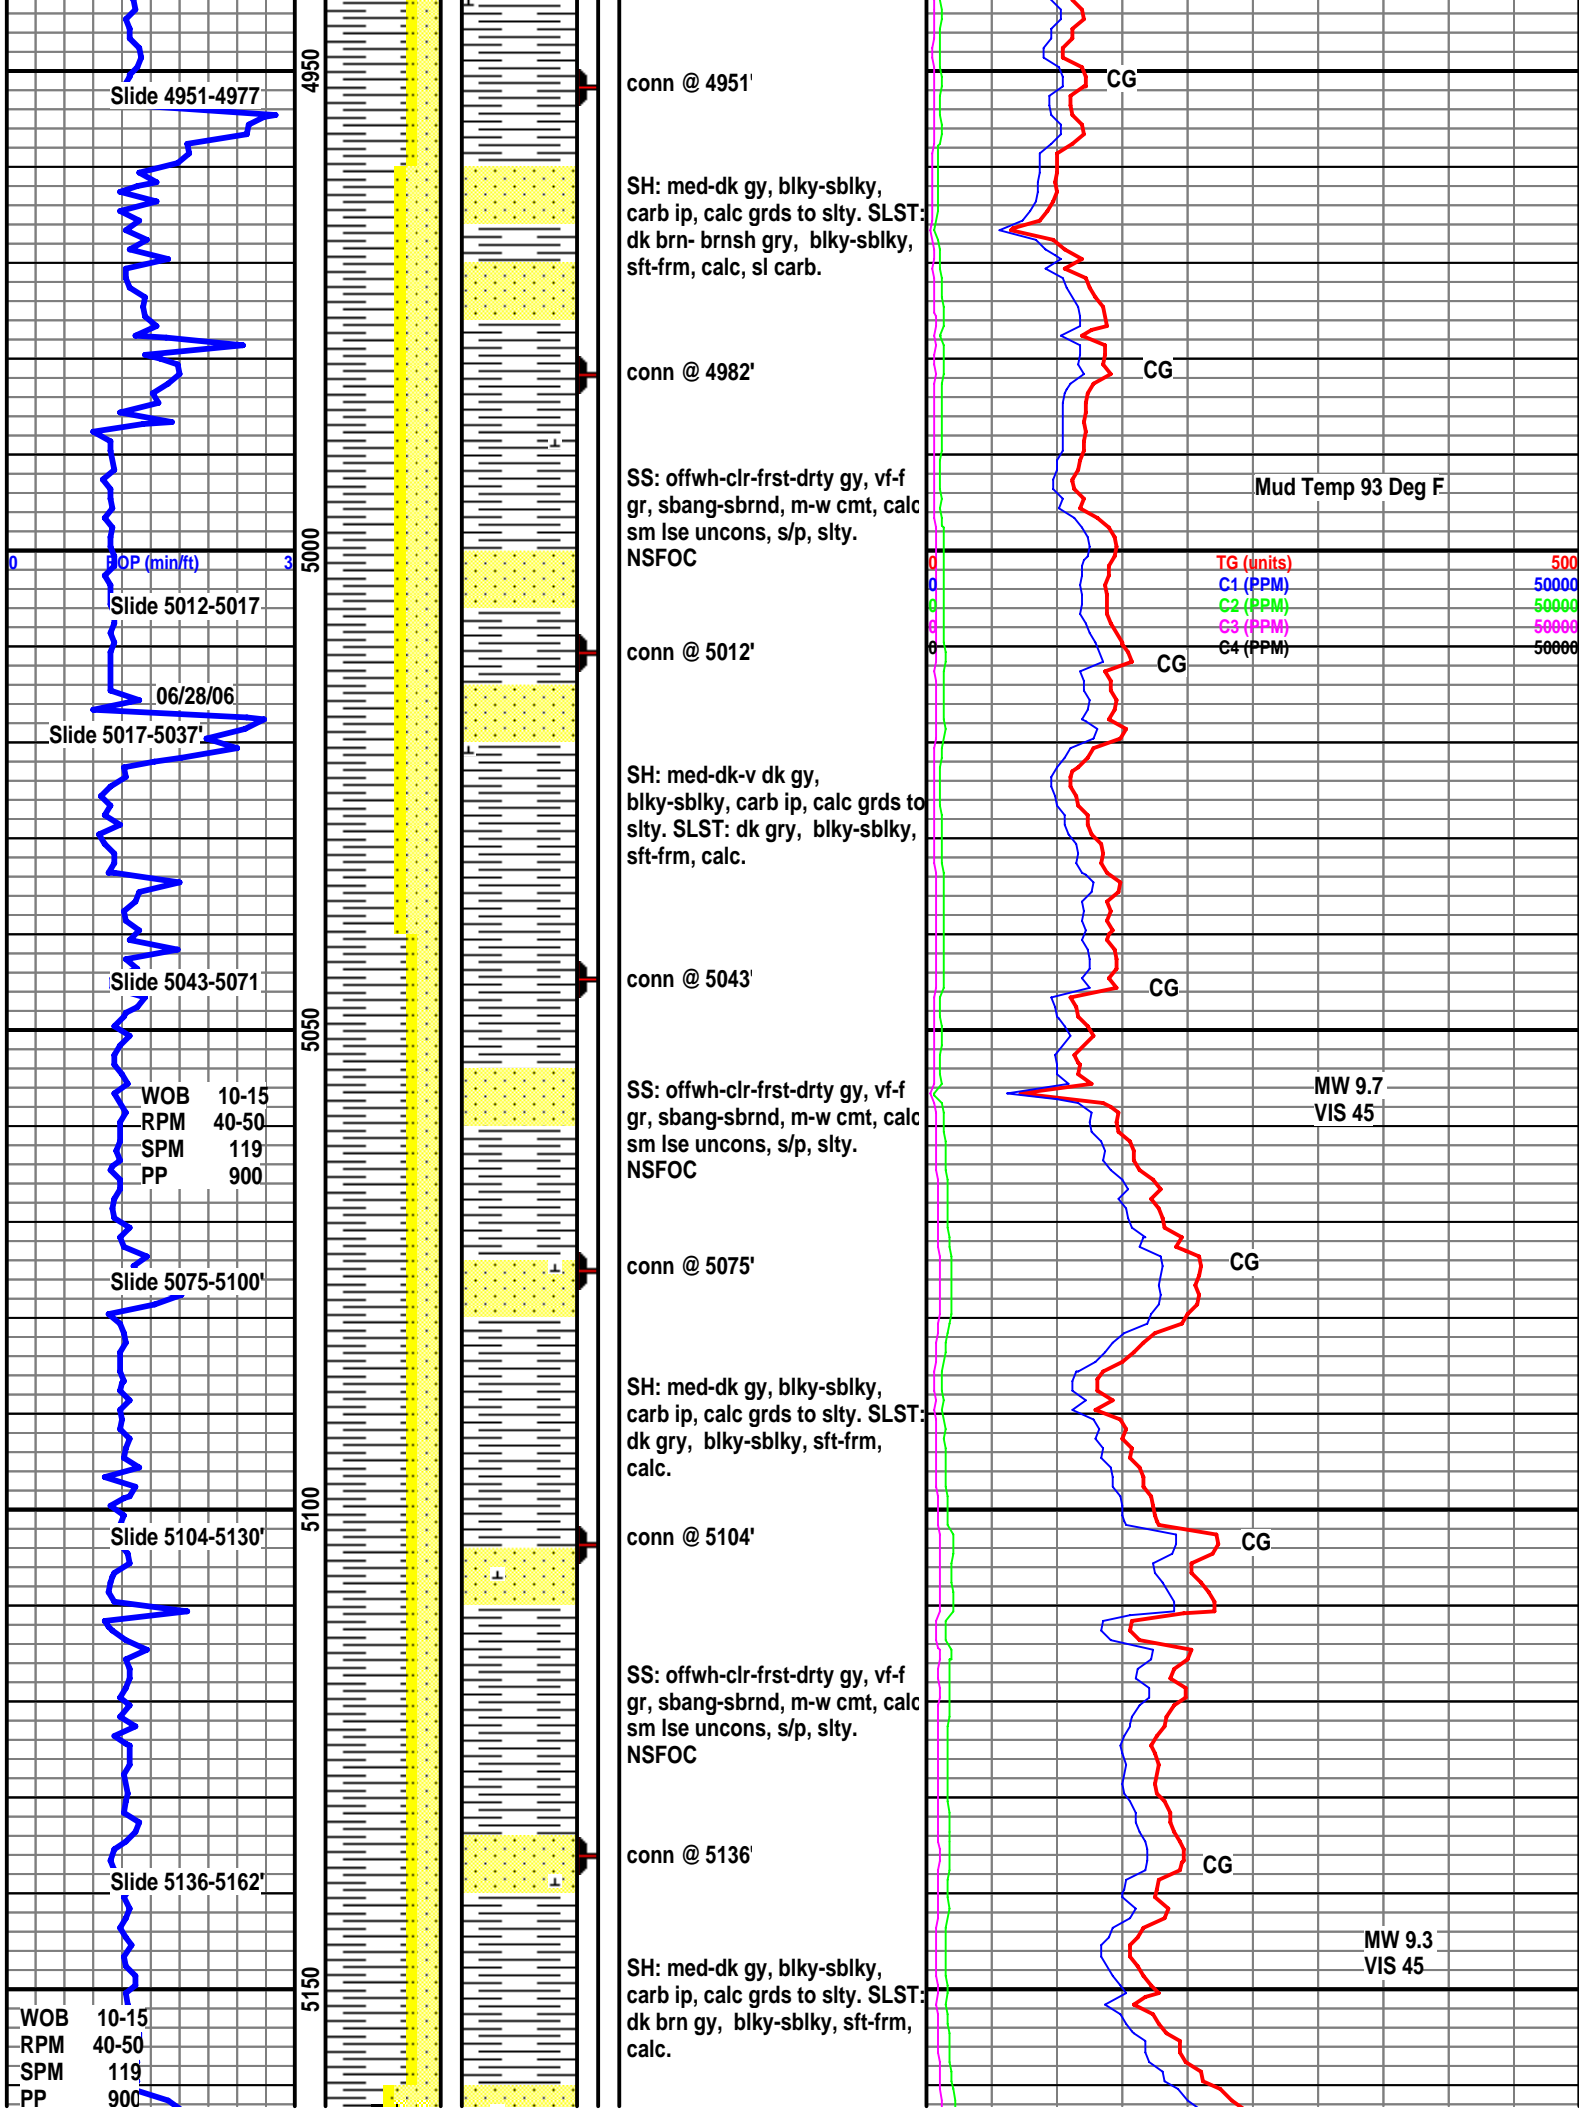 4950
Slide 4951-4977
conn @ 4951'
CG
SH: med-dk gy, blky-sblky,
carb ip, calc grds to slty. SLST:
dk brn- brnsh gry, blky-sblky,
sft-frm, calc, sl carb.
conn @ 4982'
CG
SS: offwh-clr-frst-drty gy, vf-f
gr, sbang-sbrnd, m-w cmt, calc
sm lse uncons, s/p, slty.
NSFOC
Mud Temp 93 Deg F
5000
0 ROP (min/ft) 3
0 TG (units) 500
0 C1 (PPM) 50000
0 C2 (PPM) 50000
0 C3 (PPM) 50000
0 C4 (PPM) 50000
Slide 5012-5017
conn @ 5012'
CG
06/28/06
Slide 5017-5037'
SH: med-dk-v dk gy,
blky-sblky, carb ip, calc grds to
slty. SLST: dk gry, blky-sblky,
sft-frm, calc.
Slide 5043-5071
conn @ 5043'
CG
5050
WOB 10-15
RPM 40-50
SPM 119
PP 900
SS: offwh-clr-frst-drty gy, vf-f
gr, sbang-sbrnd, m-w cmt, calc
sm lse uncons, s/p, slty.
NSFOC
MW 9.7
VIS 45
conn @ 5075'
CG
Slide 5075-5100'
SH: med-dk gy, blky-sblky,
carb ip, calc grds to slty. SLST:
dk gry, blky-sblky, sft-frm,
calc.
5100
Slide 5104-5130'
conn @ 5104'
CG
SS: offwh-clr-frst-drty gy, vf-f
gr, sbang-sbrnd, m-w cmt, calc
sm lse uncons, s/p, slty.
NSFOC
conn @ 5136'
CG
Slide 5136-5162'
MW 9.3
VIS 45
5150
SH: med-dk gy, blky-sblky,
carb ip, calc grds to slty. SLST:
dk brn gy, blky-sblky, sft-frm,
calc.
WOB 10-15
RPM 40-50
SPM 119
PP 900